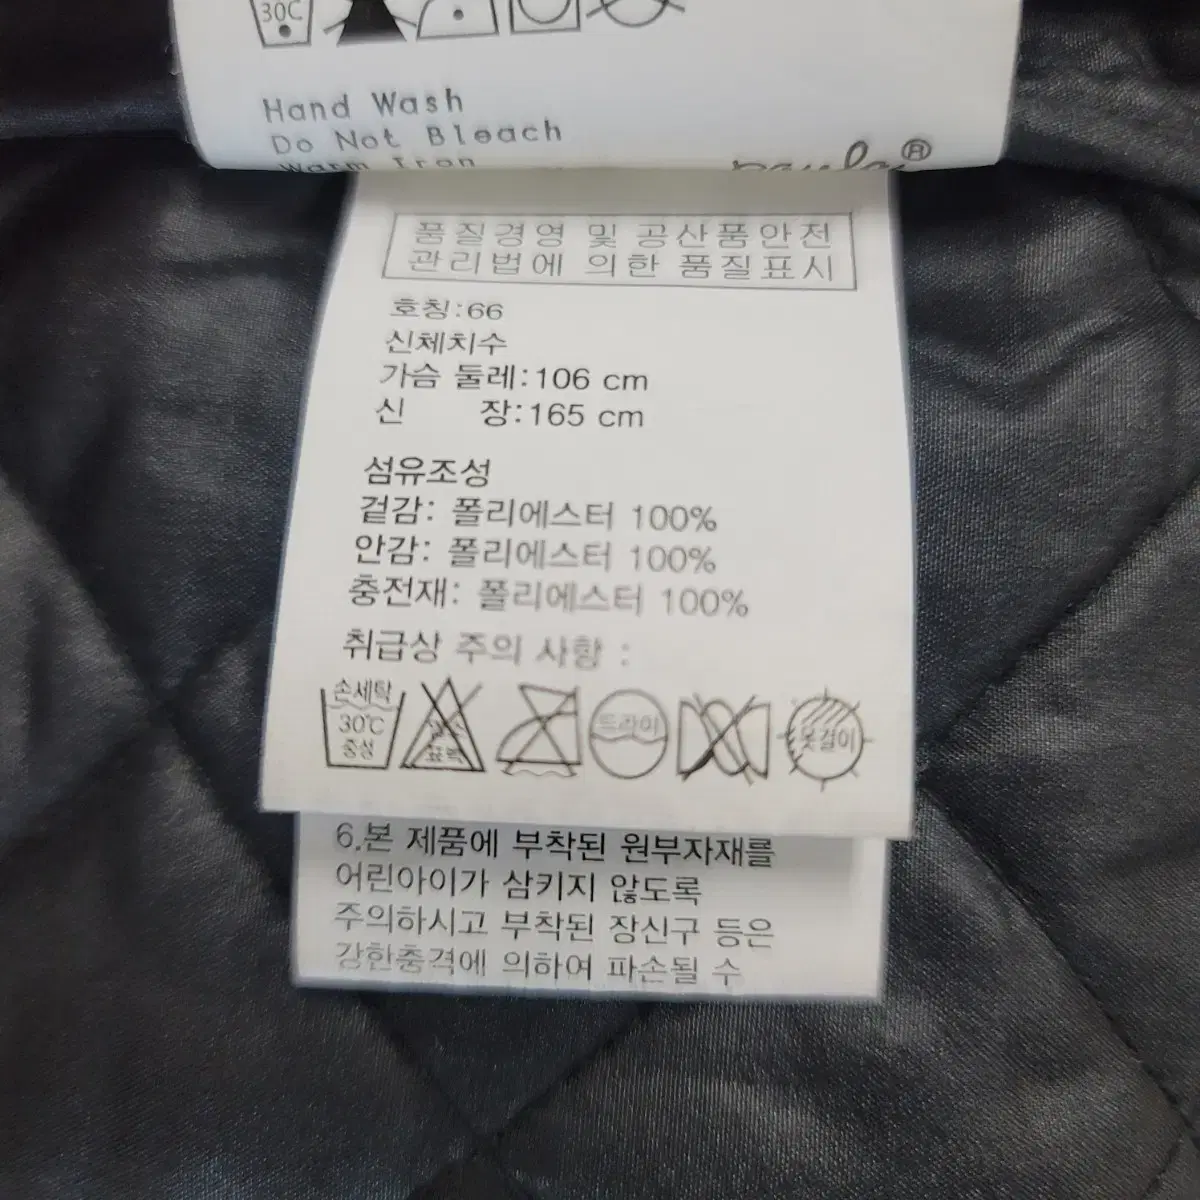 30C
Hand Wash
Do Not Bleach
Warm Iron
품질경영 및 공산품안전
관리법에 의한 품질표시
호칭:66
신체치수
가슴 둘레:106 cm
신 장:165 cm
섬유조성
겉감: 폴리에스터 100%
안감: 폴리에스터 100%
충전재: 폴리에스터 100%
취급상 주의 사항 :
손세탁
30℃
중성
드라이
옷걸이
6.본 제품에 부착된 원부자재를
어린아이가 삼키지 않도록
주의하시고 부착된 장신구 등은
강한충격에 의하여 파손될 수